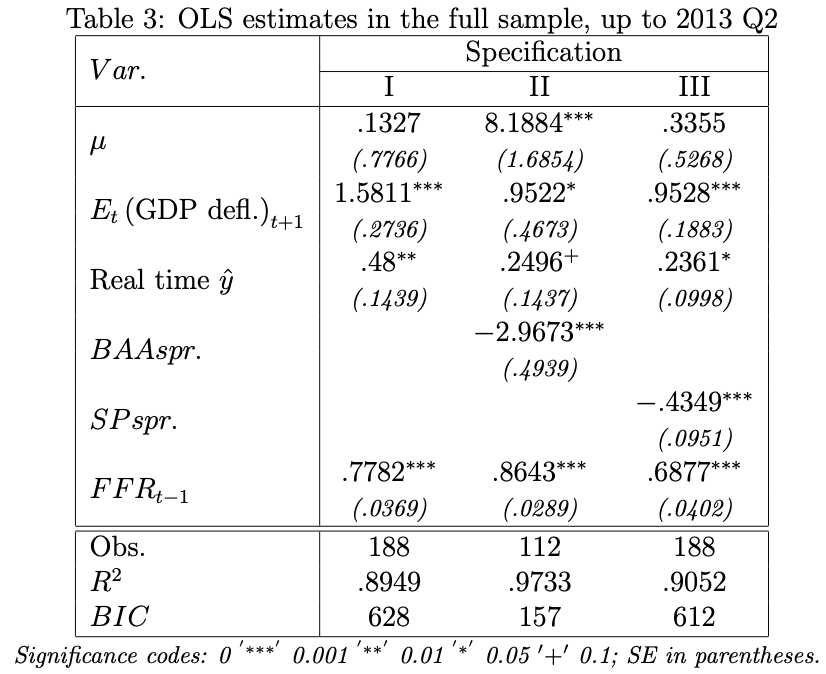 Table 3: OLS estimates in the full sample, up to 2013 Q2
Var. Specification
I II III
μ .1327 8.1884*** .3355
(.7766) (1.6854) (.5268)
E_t (GDP defl.)_{t+1} 1.5811*** .9522* .9528***
(.2736) (.4673) (.1883)
Real time ŷ .48** .2496+ .2361*
(.1439) (.1437) (.0998)
BAAspr. −2.9673***
(.4939)
SPspr. −.4349***
(.0951)
FFR_{t−1} .7782*** .8643*** .6877***
(.0369) (.0289) (.0402)
Obs. 188 112 188
R² .8949 .9733 .9052
BIC 628 157 612
Significance codes: 0 '***' 0.001 '**' 0.01 '*' 0.05 '+' 0.1; SE in parentheses.